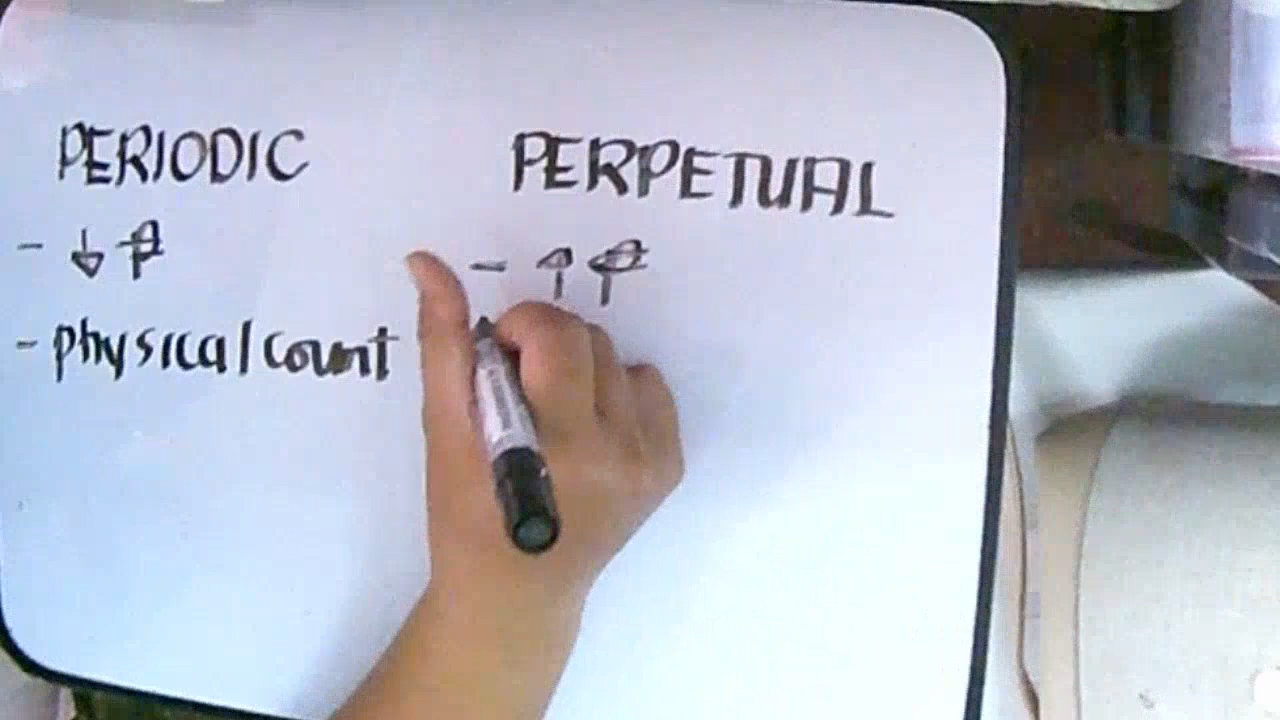 PERIODIC
- ↓ ₱
- physical count
PERPETUAL
- ↑ ₱